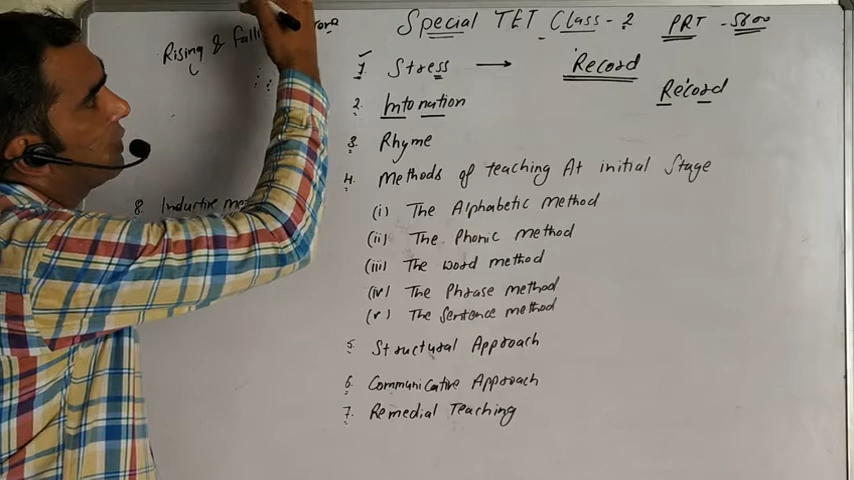 Special TET Class - 2 PRT - 5800
Rising &
1. Stress → Record
Record
2. Intonation
3. Rhyme
4. Methods of teaching At initial Stage
(i) The Alphabetic method
(ii) The Phonic method
(iii) The word method
(iv) The Phrase method
(v) The Sentence method
5. Structural Approach
6. Communicative Approach
7. Remedial Teaching
8. Inductive